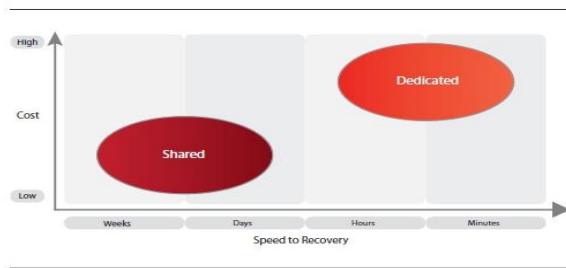 High
Dedicated
Cost
Shared
Low
Weeks Days Hours Minutes
Speed to Recovery